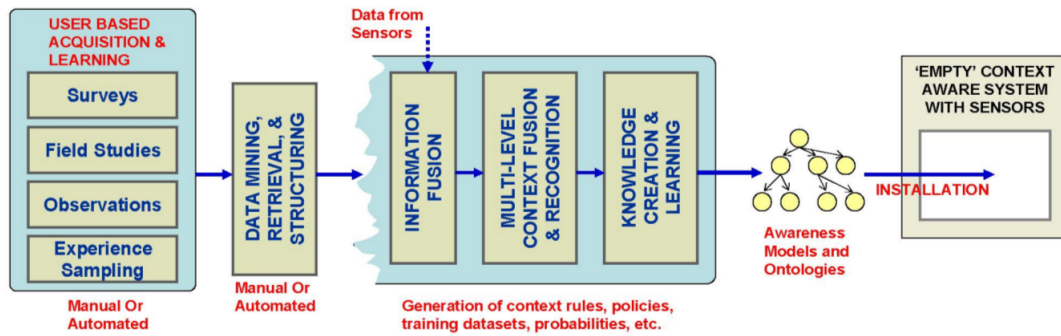 USER BASED
ACQUISITION &
LEARNING
Surveys
Field Studies
Observations
Experience
Sampling
Manual Or
Automated
DATA MINING,
RETRIEVAL, &
STRUCTURING
Manual Or
Automated
Data from
Sensors
INFORMATION
FUSION
MULTI-LEVEL
CONTEXT FUSION
& RECOGNITION
KNOWLEDGE
CREATION &
LEARNING
Generation of context rules, policies,
training datasets, probabilities, etc.
Awareness
Models and
Ontologies
INSTALLATION
‘EMPTY’ CONTEXT
AWARE SYSTEM
WITH SENSORS